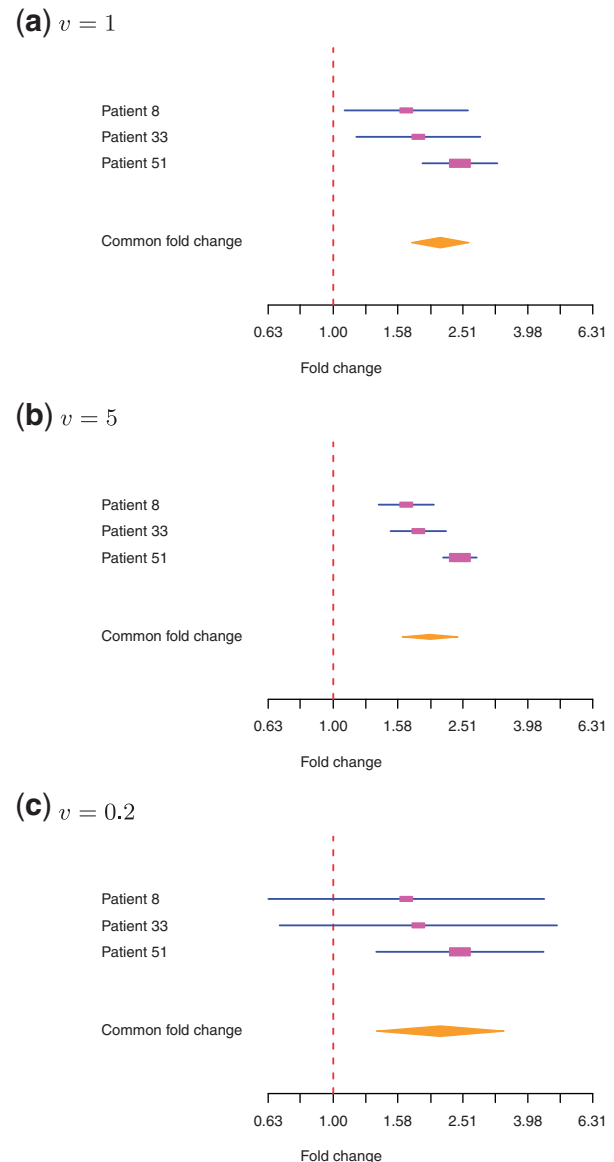 (a) v = 1
Patient 8
Patient 33
Patient 51
Common fold change
0.63 1.00 1.58 2.51 3.98 6.31
Fold change
(b) v = 5
Patient 8
Patient 33
Patient 51
Common fold change
0.63 1.00 1.58 2.51 3.98 6.31
Fold change
(c) v = 0.2
Patient 8
Patient 33
Patient 51
Common fold change
0.63 1.00 1.58 2.51 3.98 6.31
Fold change